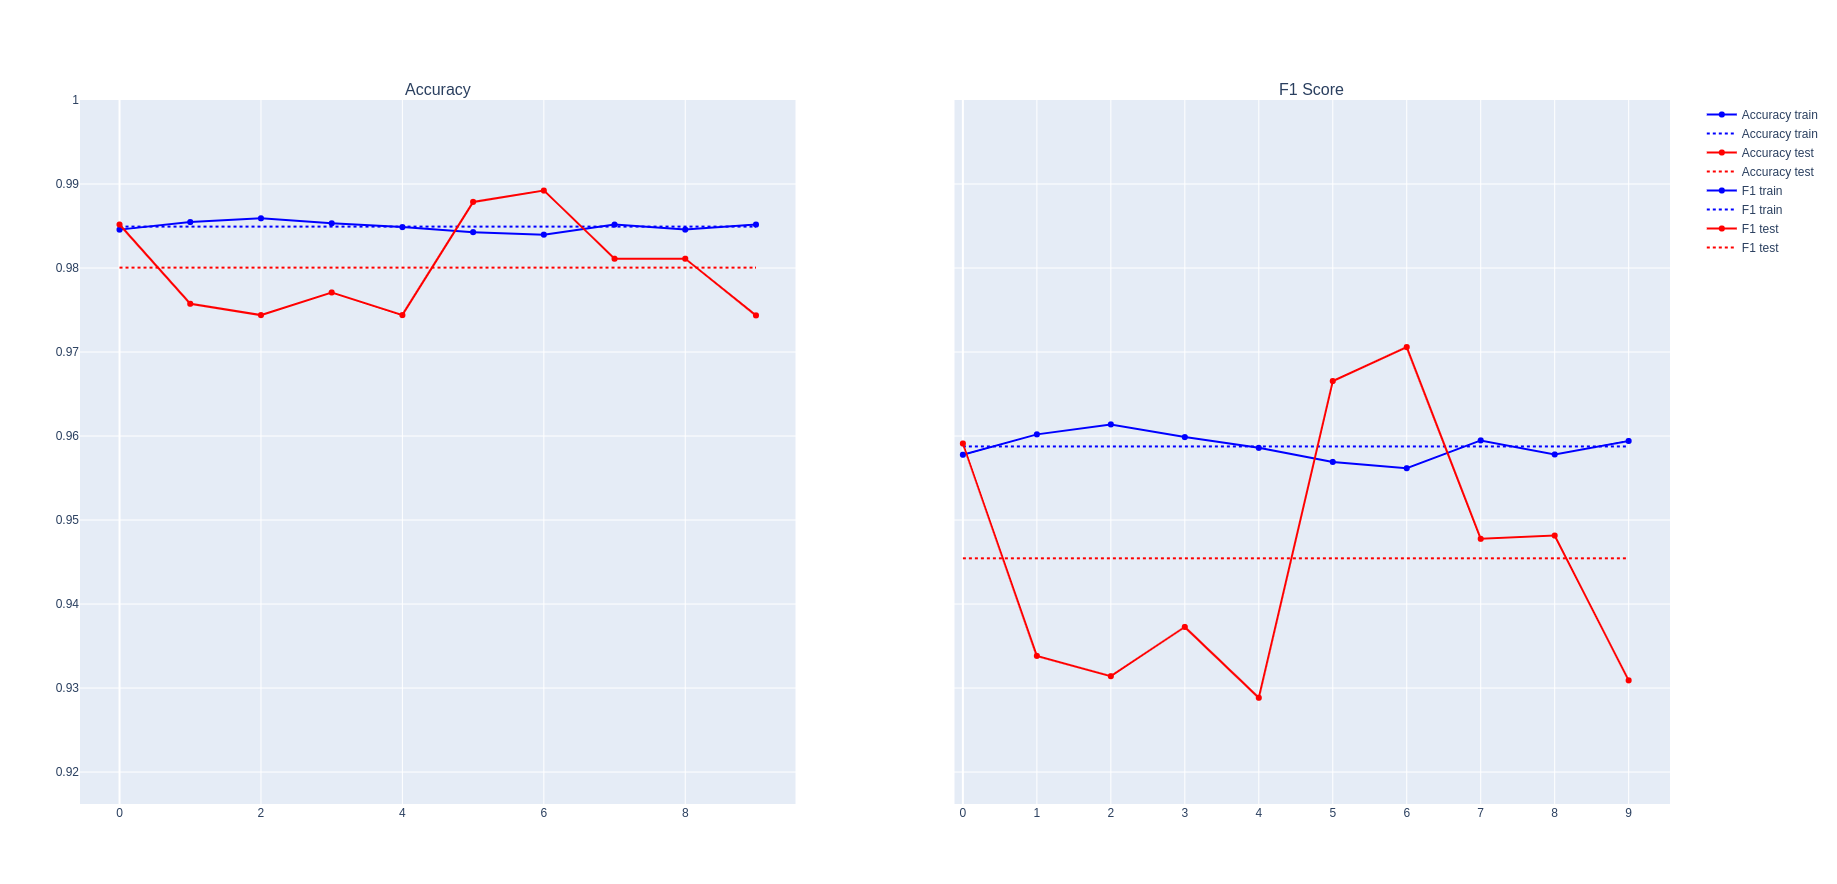 Accuracy
F1 Score
1
0.99
0.98
0.97
0.96
0.95
0.94
0.93
0.92
0 2 4 6 8
0 1 2 3 4 5 6 7 8 9
Accuracy train
Accuracy train
Accuracy test
Accuracy test
F1 train
F1 train
F1 test
F1 test